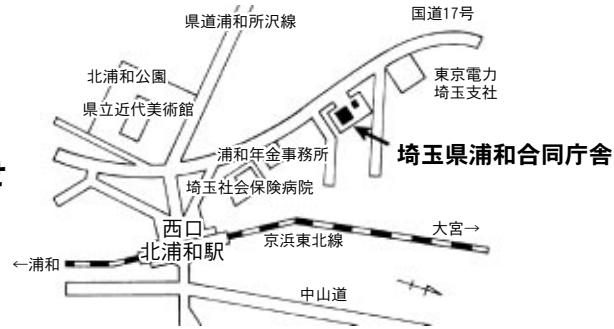 国道17号
県道浦和所沢線
北浦和公園
県立近代美術館
東京電力
埼玉支社
浦和年金事務所
埼玉県浦和合同庁舎
埼玉社会保険病院
西口
北浦和駅
京浜東北線
大宮→
←浦和
中山道